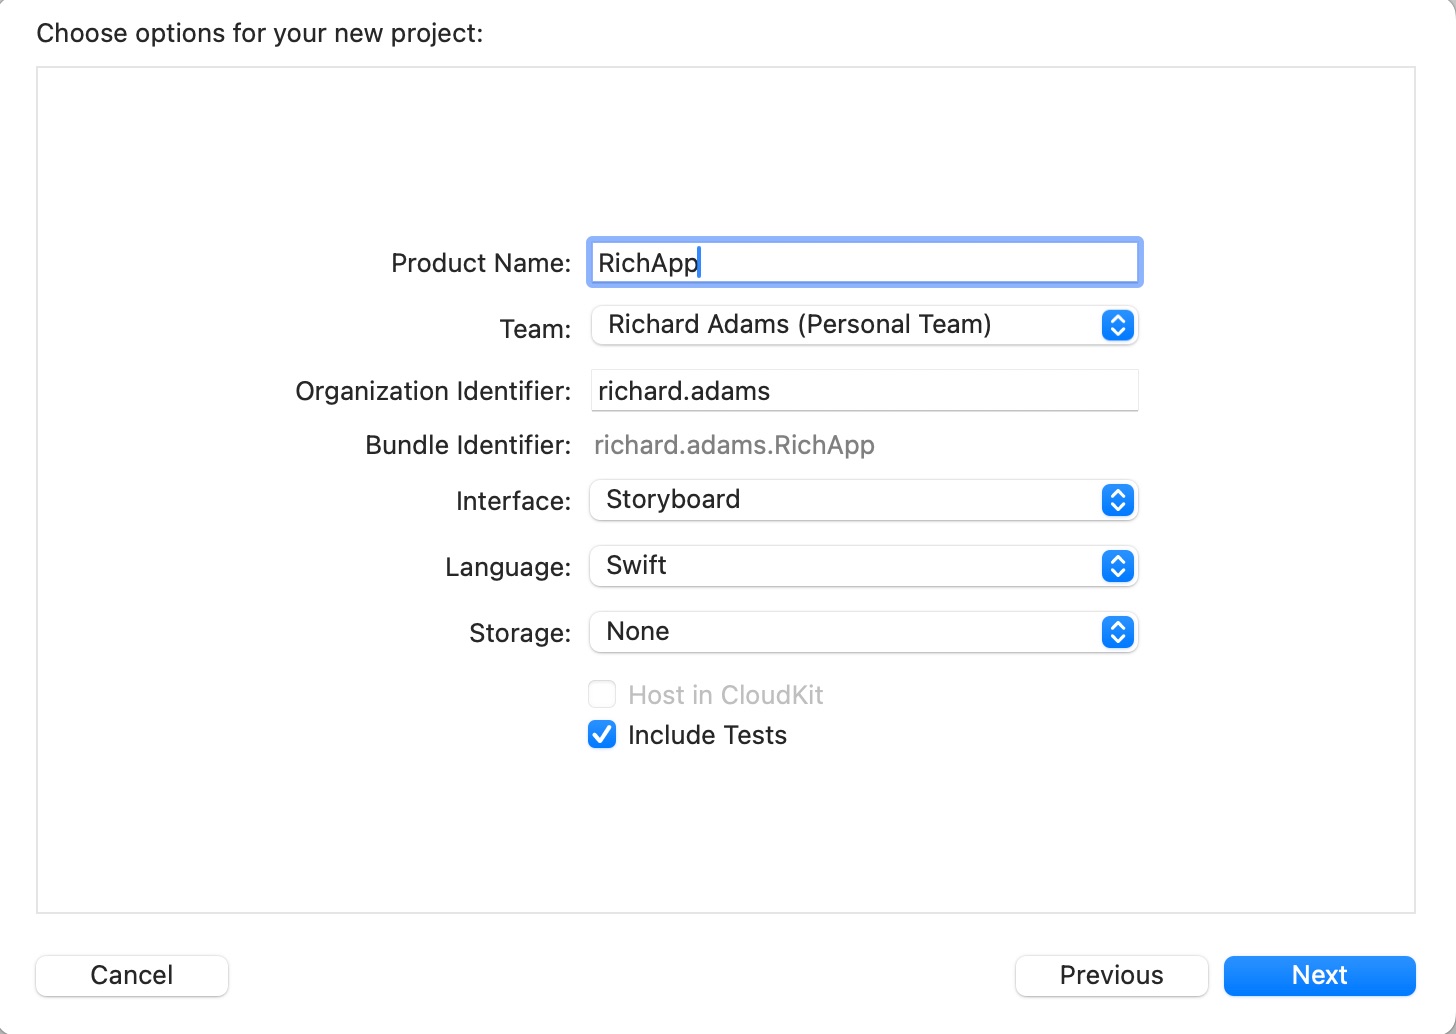 Choose options for your new project:
Product Name: RichApp
Team: Richard Adams (Personal Team)
Organization Identifier: richard.adams
Bundle Identifier: richard.adams.RichApp
Interface: Storyboard
Language: Swift
Storage: None
Host in CloudKit
Include Tests
Cancel Previous Next